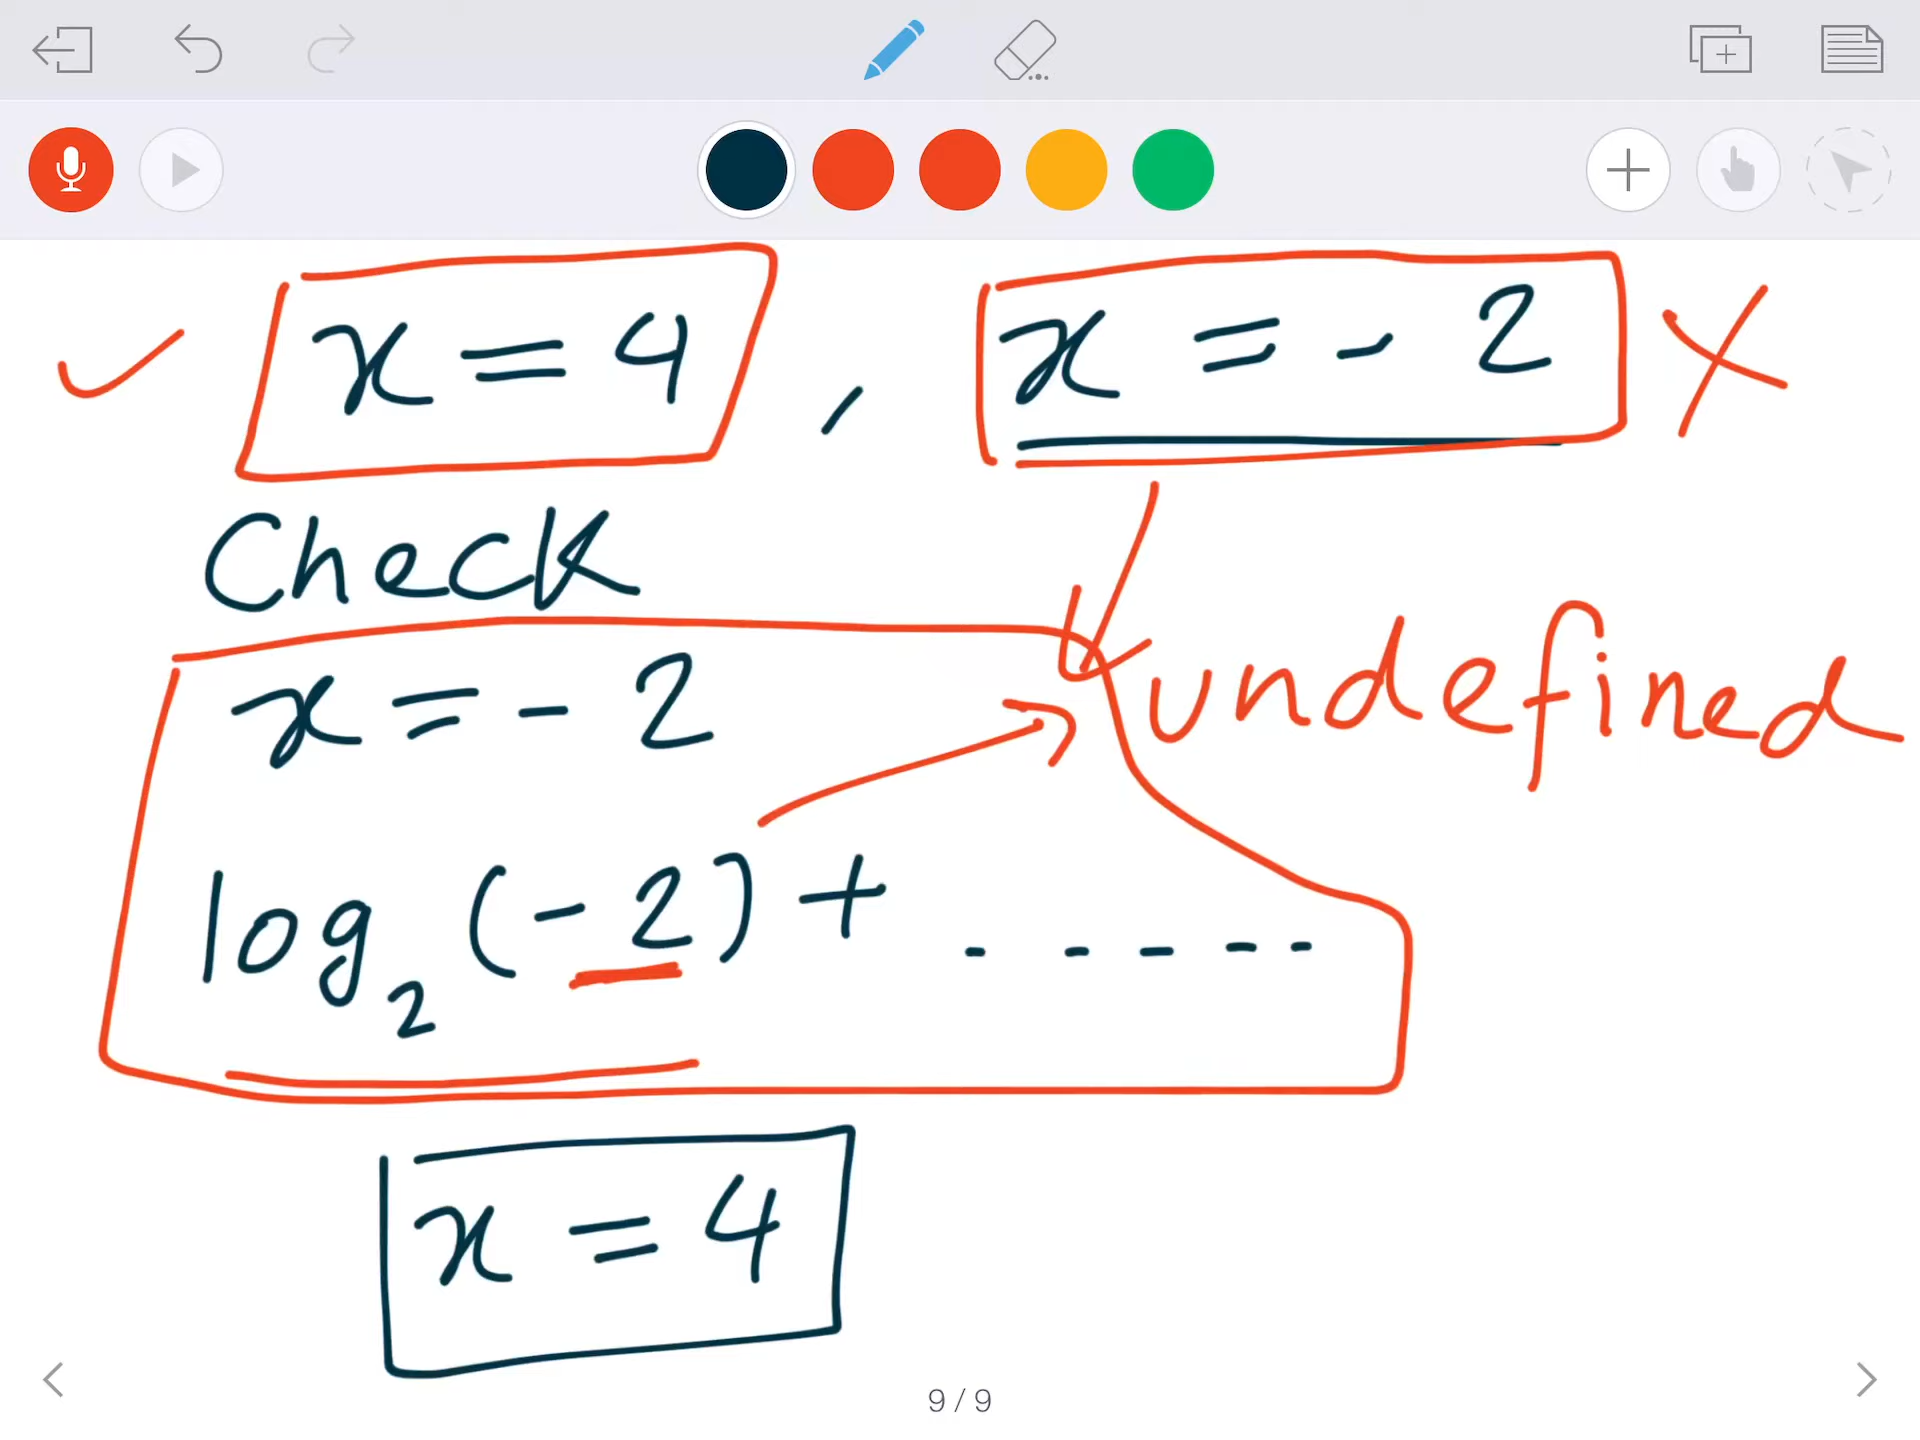 x = 4 , x = - 2
Check
x = - 2
undefined
log₂ (- 2) + - - - - -
x = 4
9 / 9